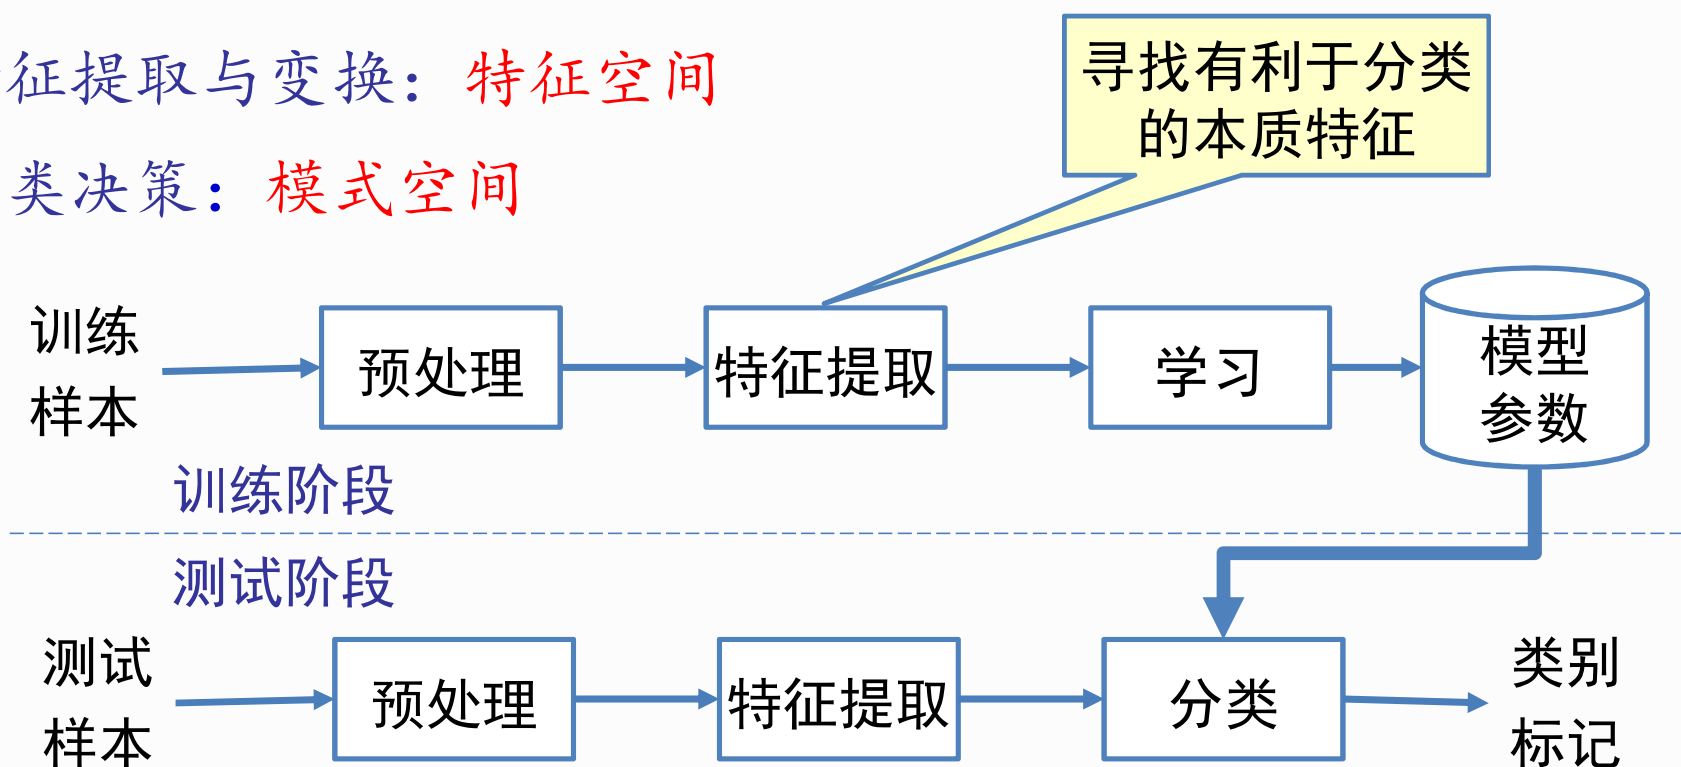 征提取与变换：特征空间
类决策：模式空间
寻找有利于分类
的本质特征
训练
样本
预处理
特征提取
学习
模型
参数
训练阶段
测试阶段
测试
样本
预处理
特征提取
分类
类别
标记